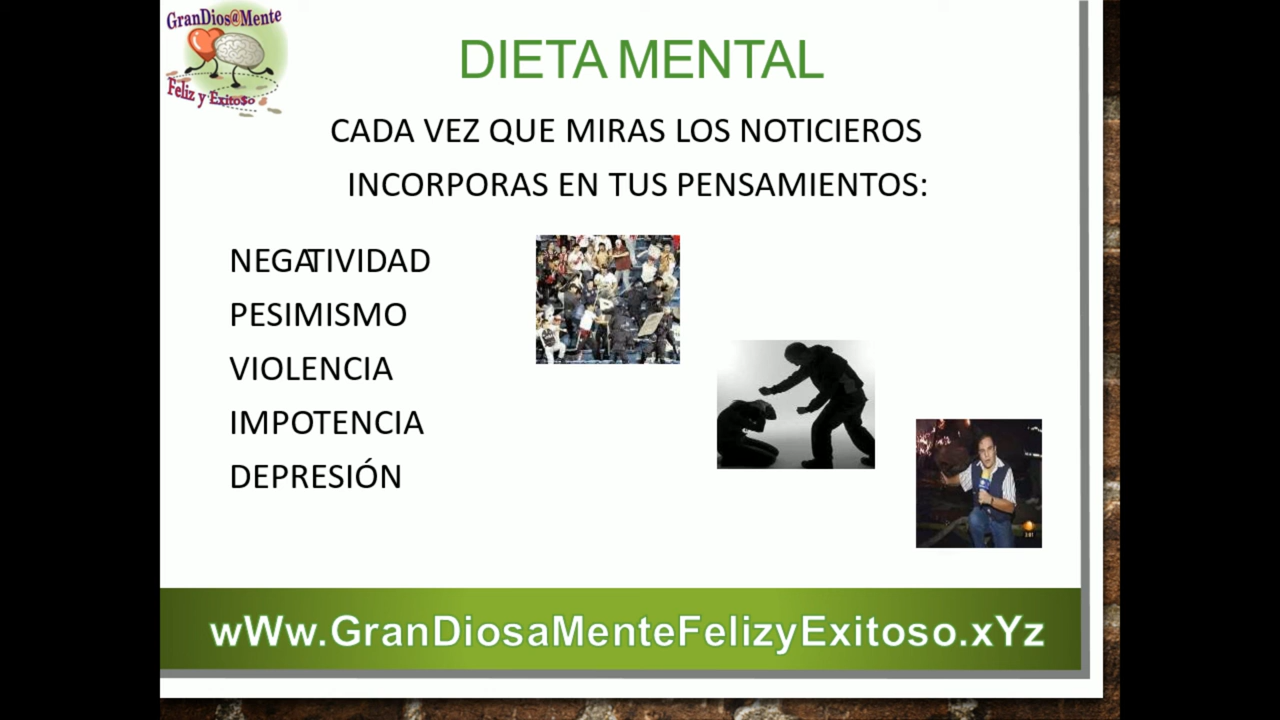 GranDios@Mente
Feliz y Exito$o
DIETA MENTAL
CADA VEZ QUE MIRAS LOS NOTICIEROS
INCORPORAS EN TUS PENSAMIENTOS:
NEGATIVIDAD
PESIMISMO
VIOLENCIA
IMPOTENCIA
DEPRESIÓN
wWw.GranDiosaMenteFelizyExitoso.xYz